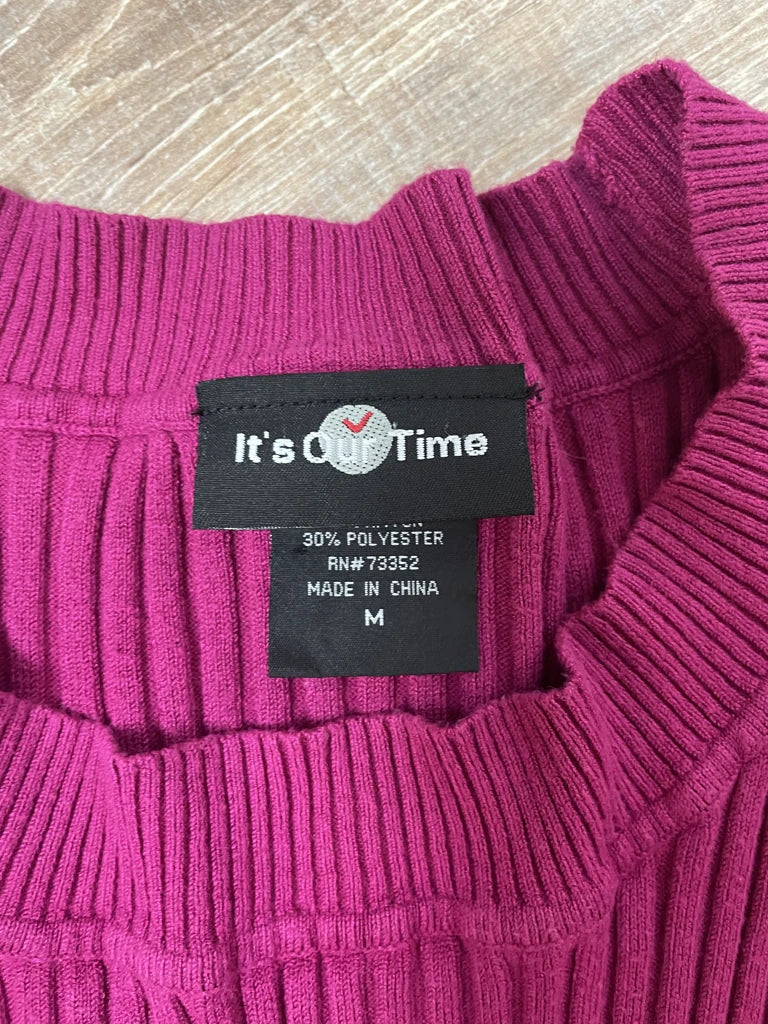 It's Our Time
30% POLYESTER
RN#73352
MADE IN CHINA
M